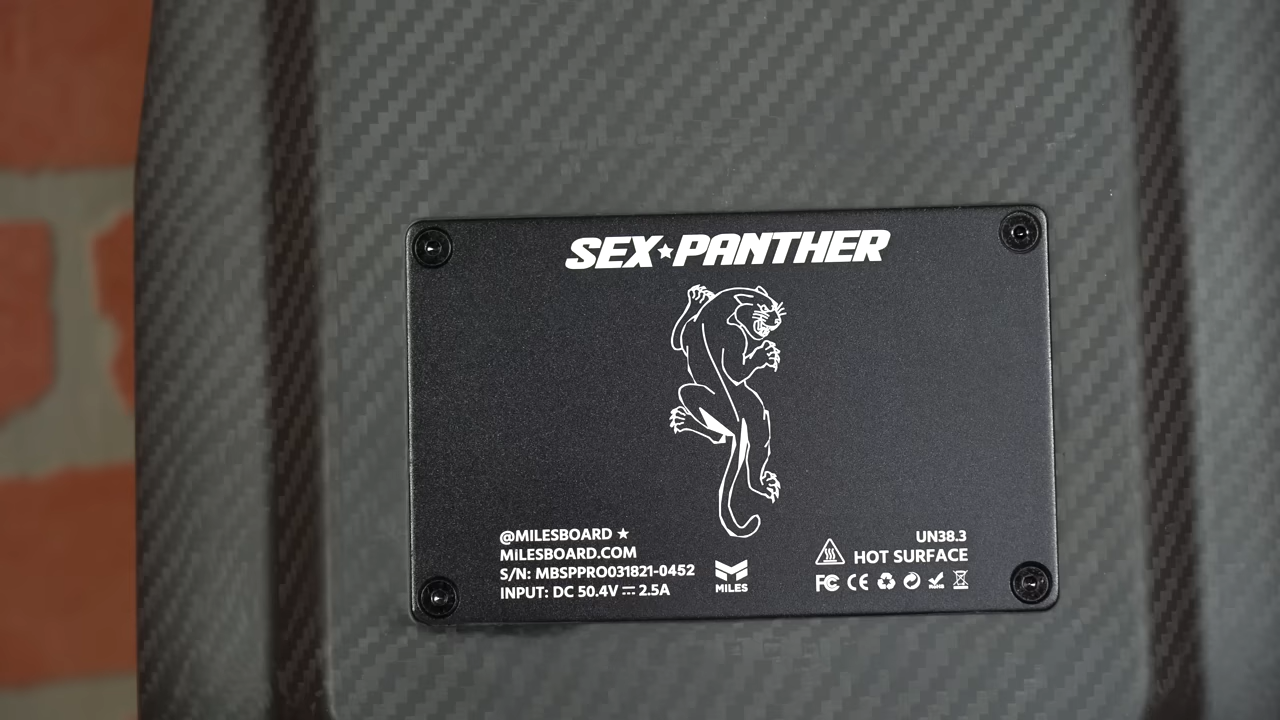 SEX★PANTHER
@MILESBOARD ★
MiLESBOARD.COM
S/N: MBSPPRO031821-0452
INPUT: DC 50.4V ⎓ 2.5A
MILES
UN38.3
HOT SURFACE
FC CE RoHS